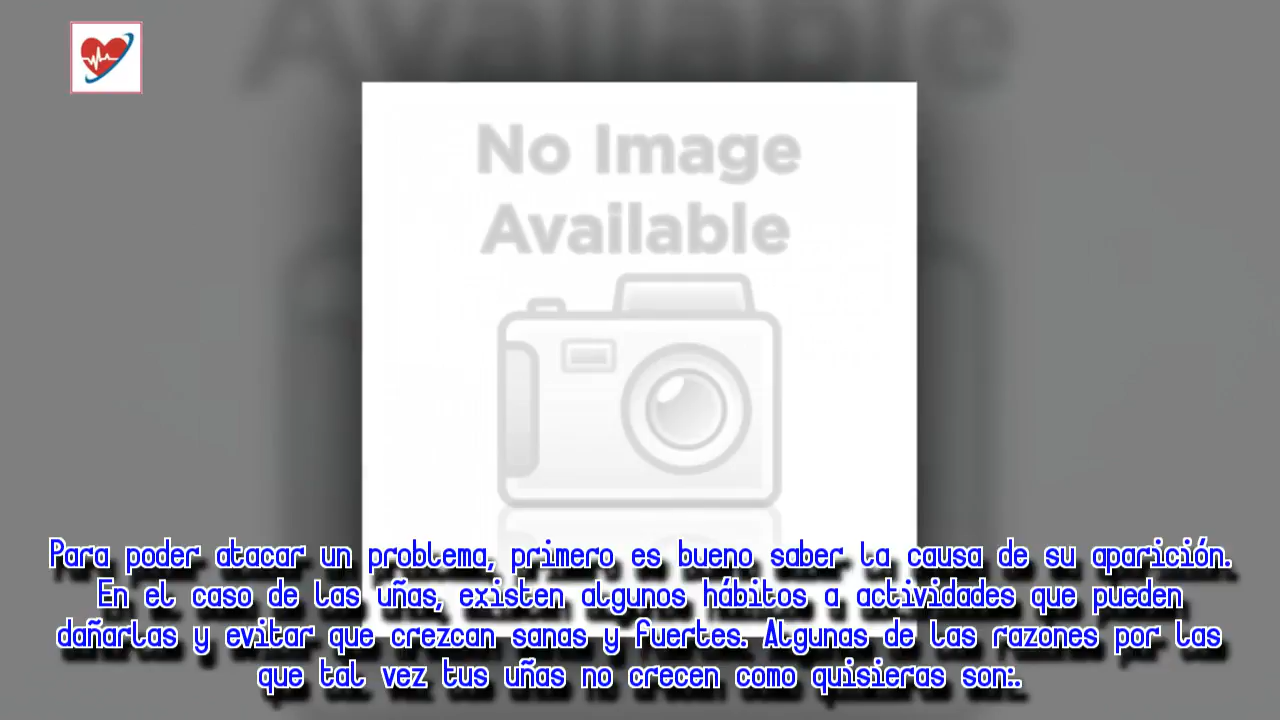 Available
No Image
Available
Para poder atacar un problema, primero es bueno saber la causa de su aparición.
En el caso de las uñas, existen algunos hábitos a actividades que pueden
dañarlas y evitar que crezcan sanas y fuertes. Algunas de las razones por las
que tal vez tus uñas no crecen como quisieras son:.